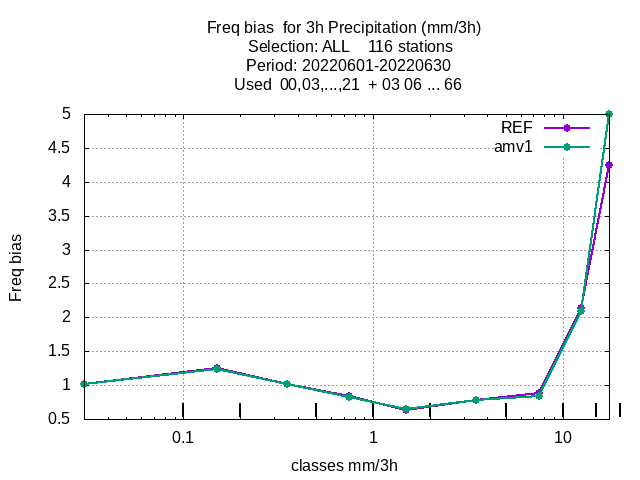 Freq bias  for 3h Precipitation (mm/3h)
Selection: ALL    116 stations
Period: 20220601-20220630
Used  00,03,...,21  + 03 06 ... 66
REF
amv1
5
4.5
4
3.5
3
2.5
2
1.5
1
0.5
Freq bias
0.1 1 10
classes mm/3h